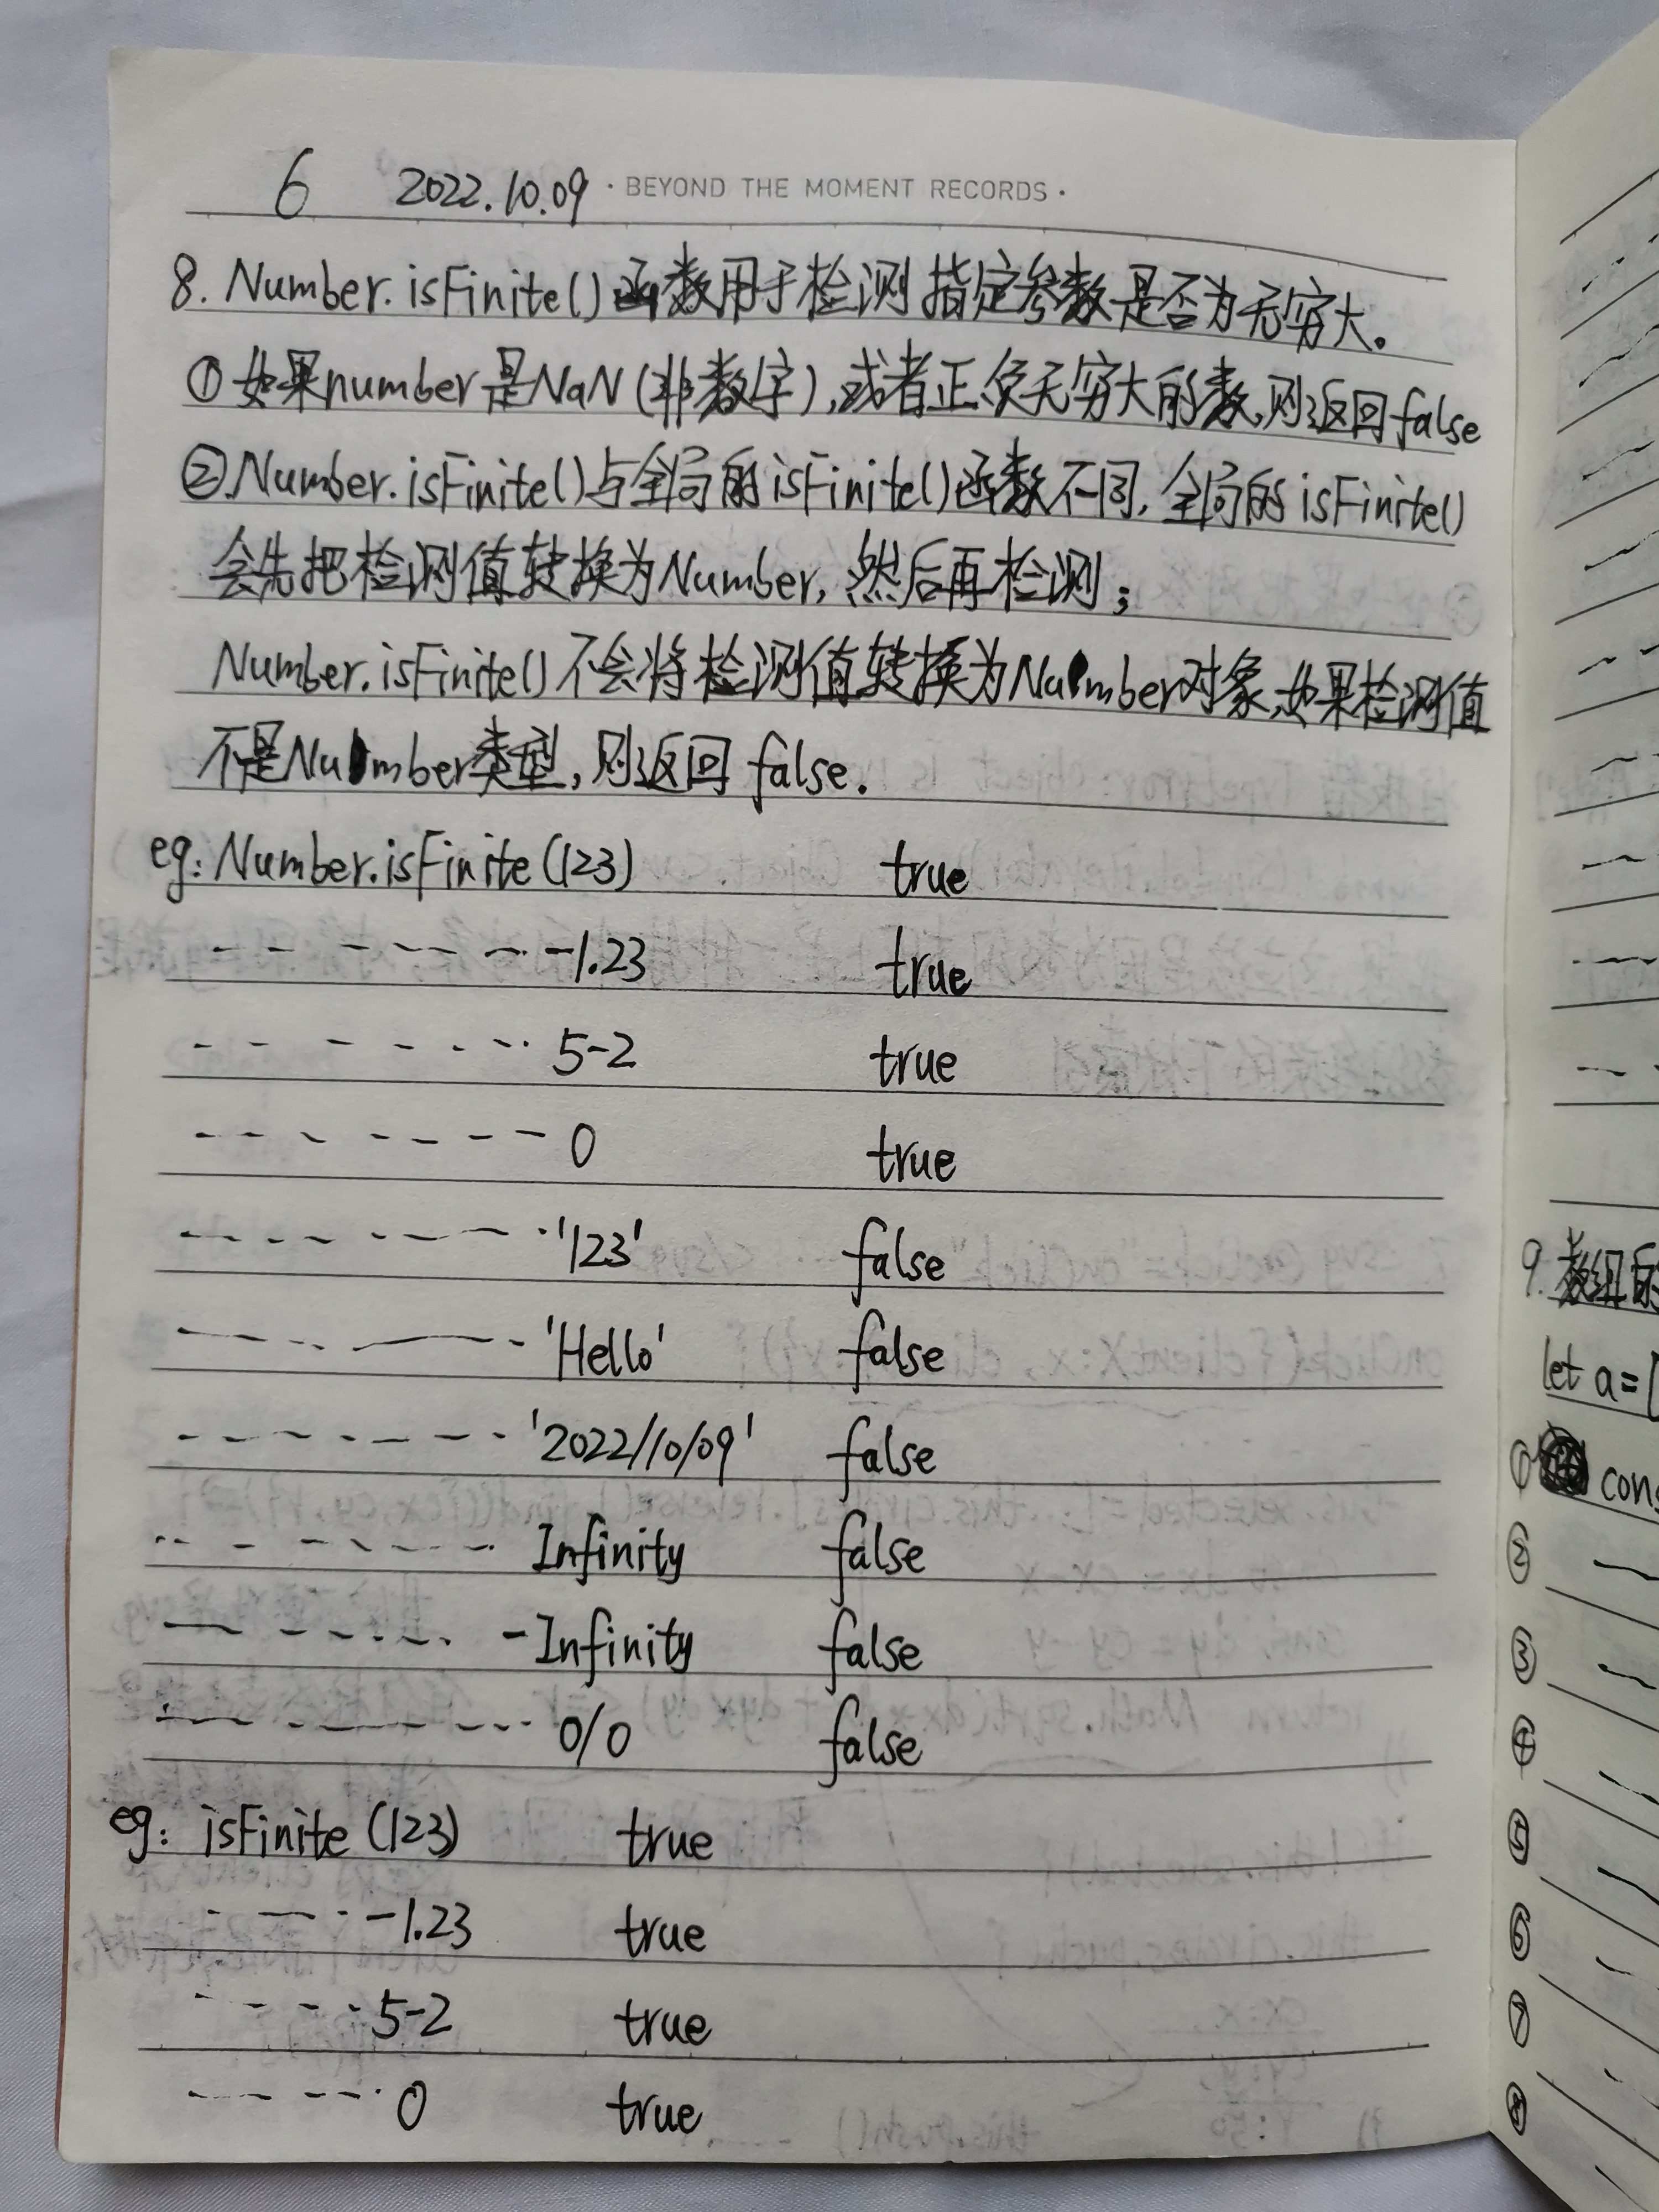 6 2022.10.09 · BEYOND THE MOMENT RECORDS ·
8. Number.isFinite()函数用于检测指定参数是否为无穷大。
①如果number是NaN(非数字),或者正负无穷大的数,则返回false
②.Number.isFinite()与全局的isFinite()函数不同,全局的isFinite()
会先把检测值转换为Number,然后再检测;
Number.isFinite()不会将检测值转换为Number对象,如果检测值
不是Number类型,则返回false.
eg: Number.isFinite(123) true
-1.23 true
5-2 true
0 true
'123' false
'Hello' false
'2022/10/09' false
Infinity false
-Infinity false
0/0 false
eg: isFinite(123) true
-1.23 true
5-2 true
0 true
9. 数组的
let a=[
① cons
②
③
④
⑤
⑥
⑦
⑧